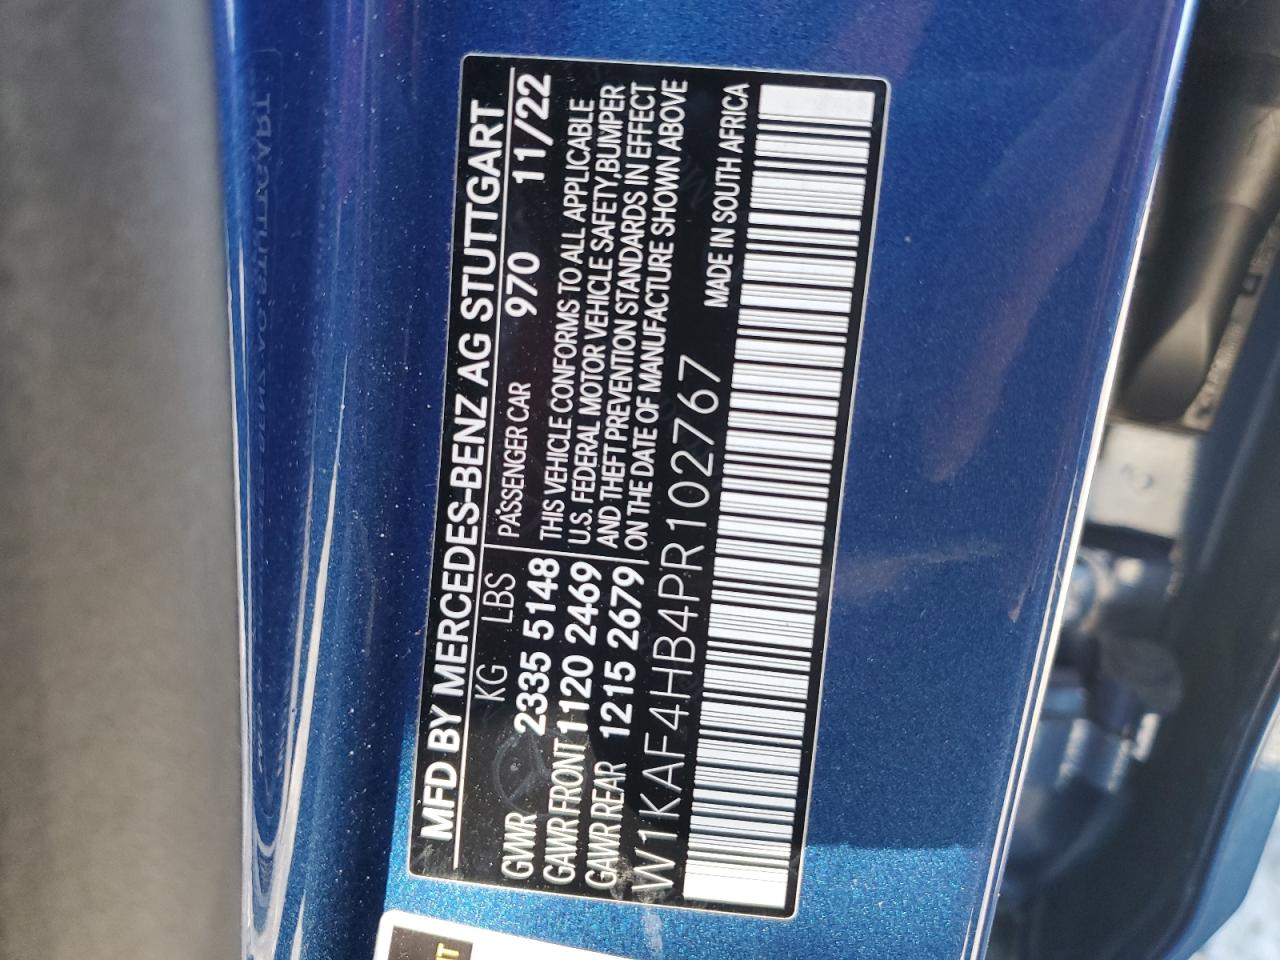 MFD BY MERCEDES-BENZ AG STUTTGART
KG LBS PASSENGER CAR 970 11/22
GVWR 2335 5148 THIS VEHICLE CONFORMS TO ALL APPLICABLE
GAWR FRONT 1120 2469 U.S. FEDERAL MOTOR VEHICLE SAFETY,BUMPER
GAWR REAR 1215 2679 AND THEFT PREVENTION STANDARDS IN EFFECT
ON THE DATE OF MANUFACTURE SHOWN ABOVE
W1KAF4HB4PR102767 MADE IN SOUTH AFRICA